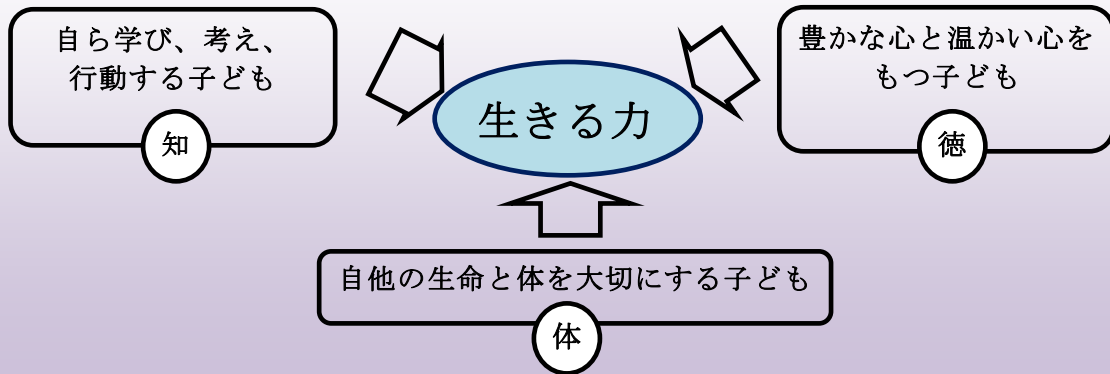 自ら学び、考え、
行動する子ども
知
生きる力
豊かな心と温かい心を
もつ子ども
徳
自他の生命と体を大切にする子ども
体